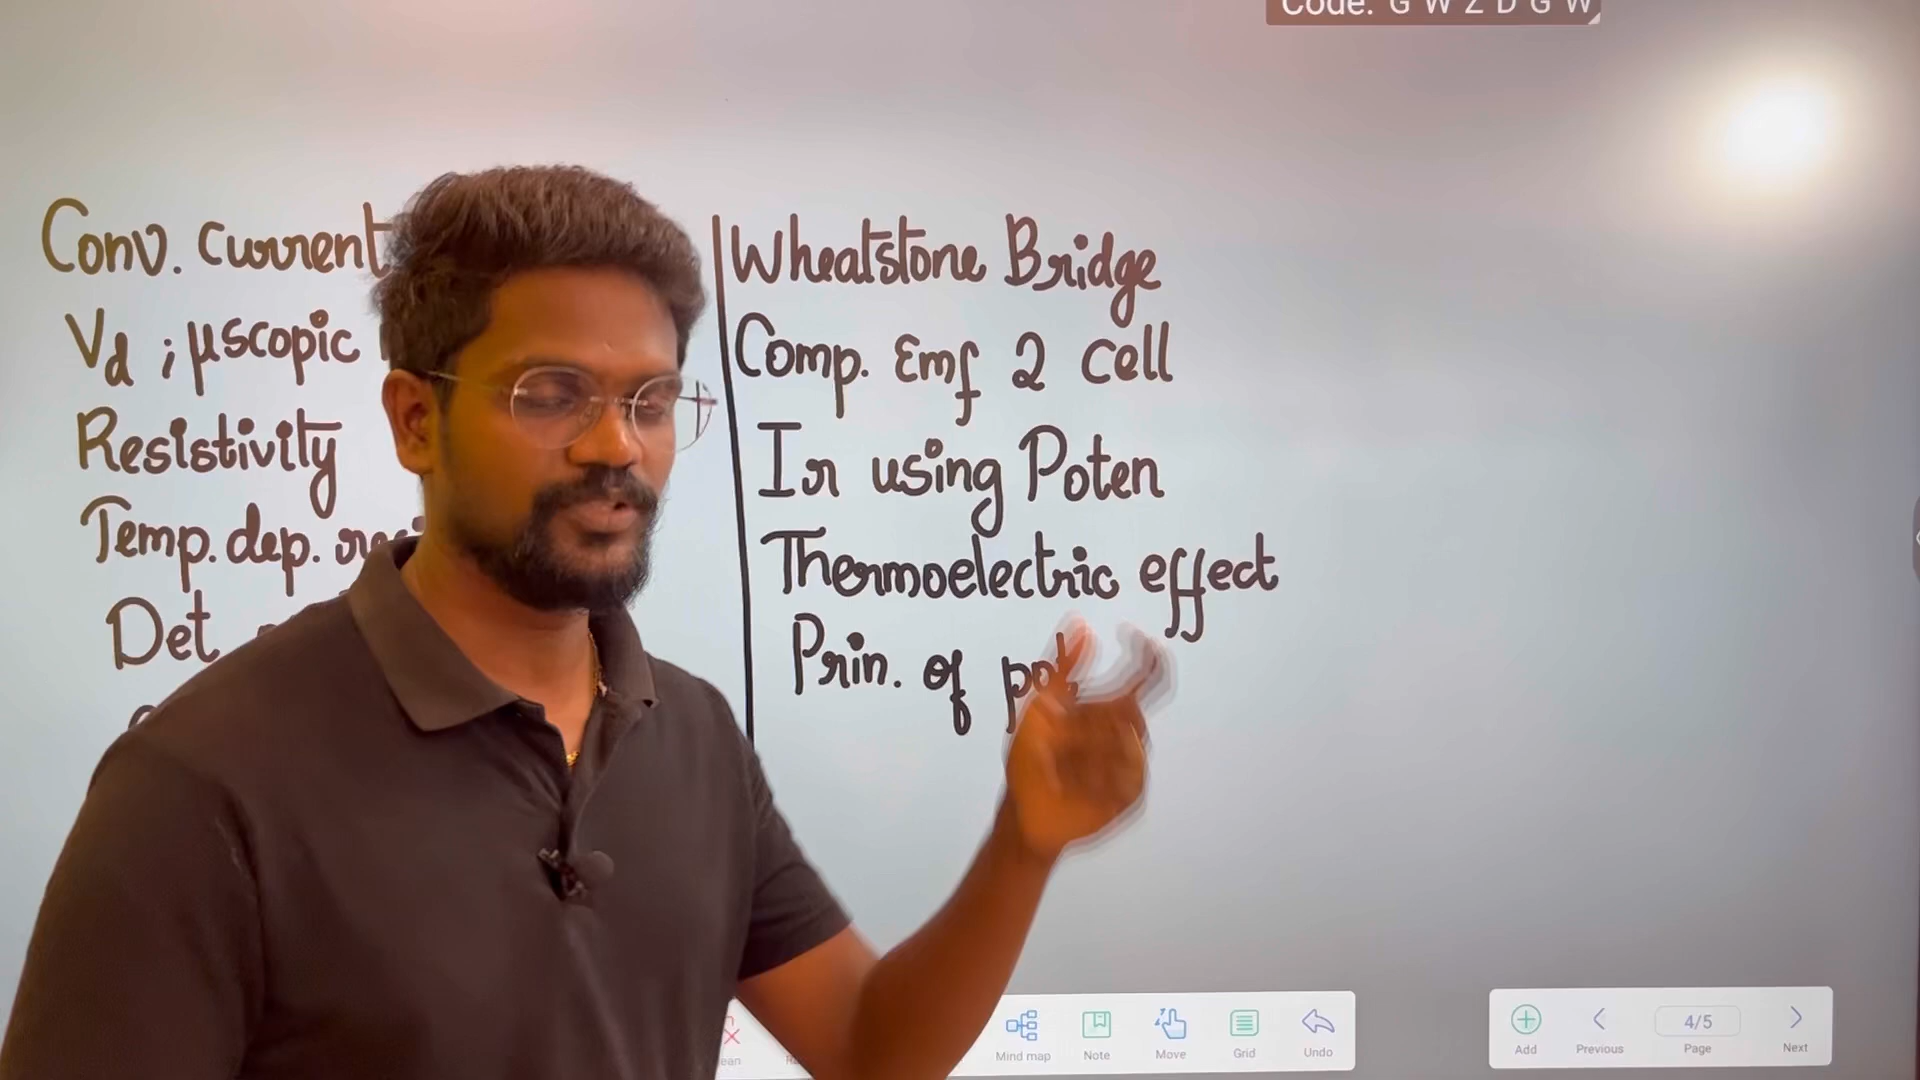 Code: G W Z D G W
Conv. Current
Vd ; μscopic
Resistivity
Temp. dep.
Det
Wheatstone Bridge
Comp. Emf 2 cell
Ir using Poten
Thermoelectric effect
Prin. of pot
Mind map
Note
Move
Grid
Undo
Add
Previous
4/5
Page
Next